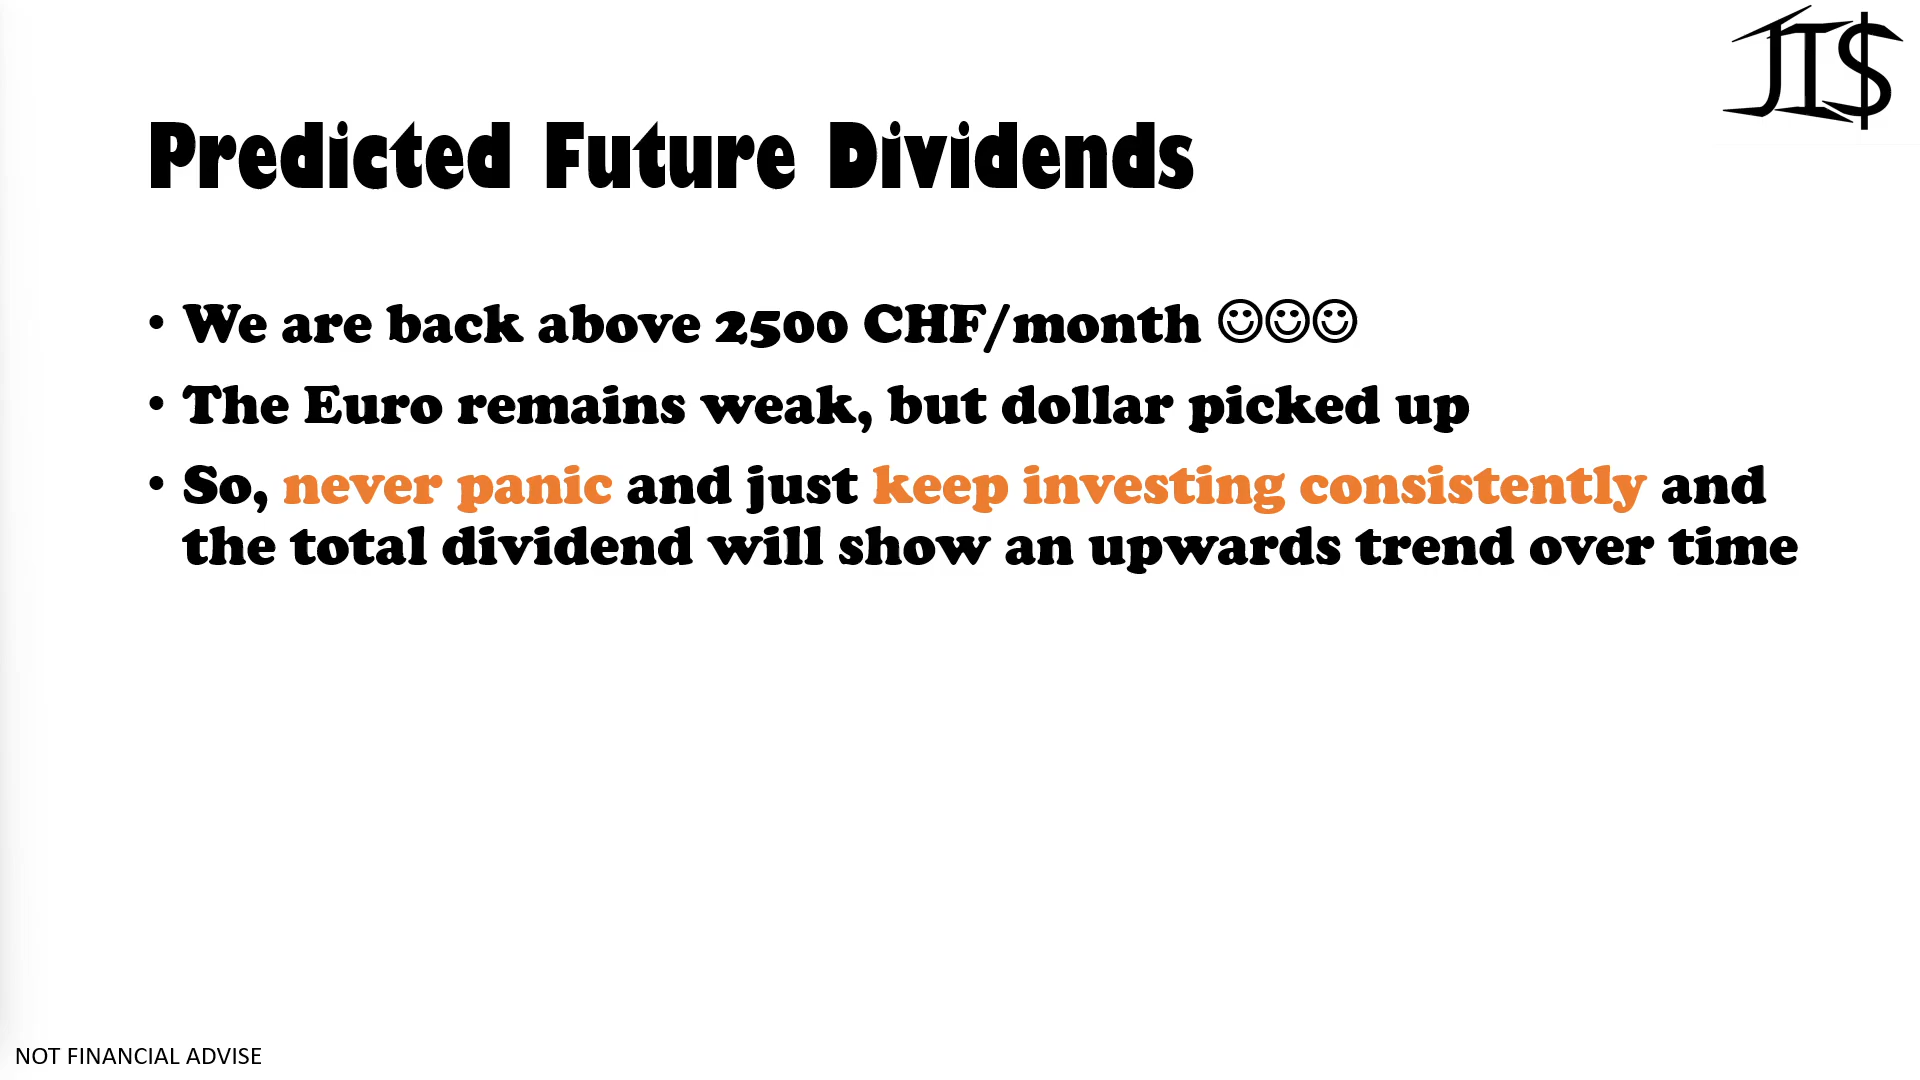 JI$
Predicted Future Dividends
• We are back above 2500 CHF/month ☺☺☺
• The Euro remains weak, but dollar picked up
• So, never panic and just keep investing consistently and
the total dividend will show an upwards trend over time
NOT FINANCIAL ADVISE